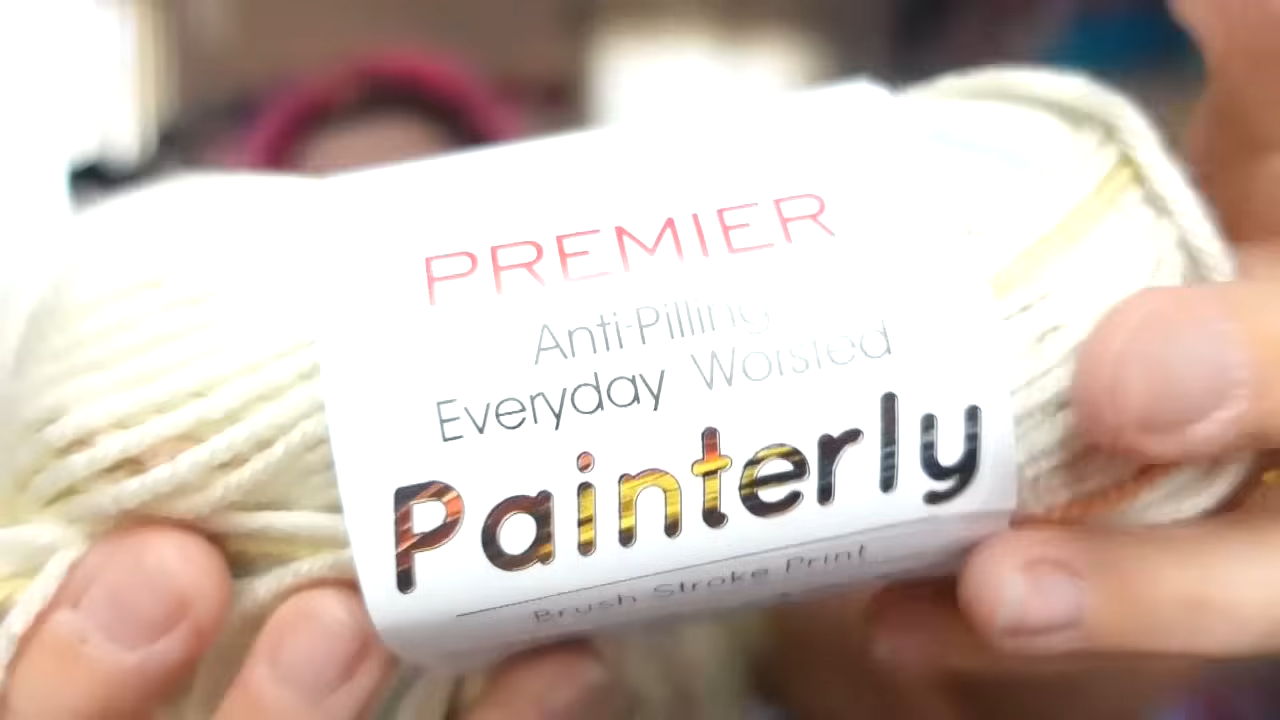 PREMIER
Anti-Pilling
Everyday Worsted
Painterly
Brush Stroke Print